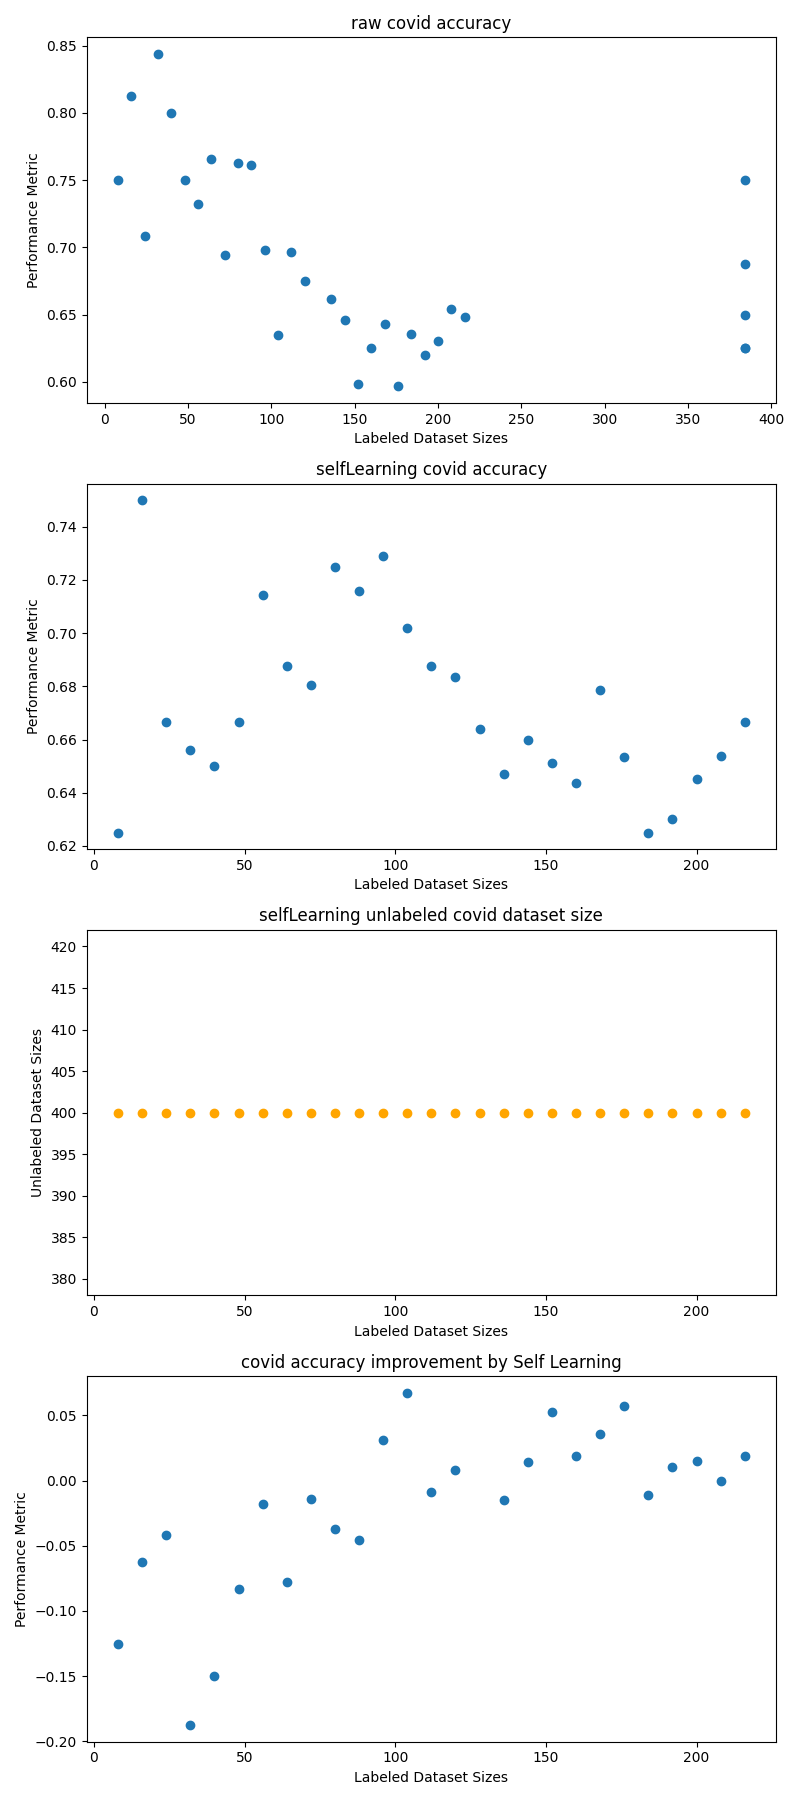 raw covid accuracy
0.85
0.80
0.75
0.70
0.65
0.60
Performance Metric
0 50 100 150 200 250 300 350 400
Labeled Dataset Sizes
selfLearning covid accuracy
0.74
0.72
0.70
0.68
0.66
0.64
0.62
Performance Metric
0 50 100 150 200
Labeled Dataset Sizes
selfLearning unlabeled covid dataset size
420
415
410
405
400
395
390
385
380
Unlabeled Dataset Sizes
0 50 100 150 200
Labeled Dataset Sizes
covid accuracy improvement by Self Learning
0.05
0.00
−0.05
−0.10
−0.15
−0.20
Performance Metric
0 50 100 150 200
Labeled Dataset Sizes